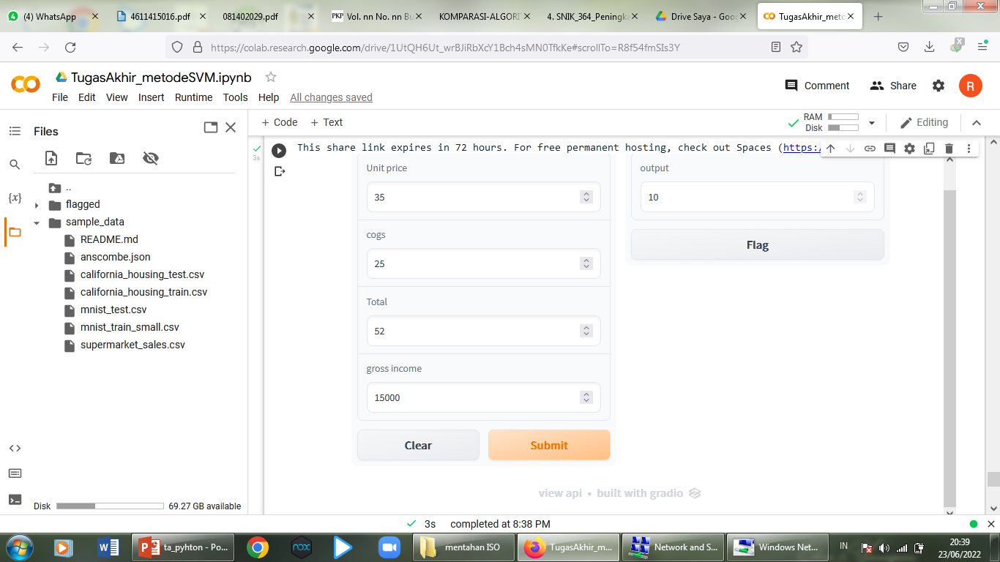 (4) WhatsApp
4611415016.pdf
081402029.pdf
PKP Vol. nn No. nn Bu
KOMPARASI-ALGORI
4. SNIK_364_Peningka
Drive Saya - Goog
TugasAkhir_meto
https://colab.research.google.com/drive/1UtQH6Ut_wrBJiRbXcY1Bch4sMN0TfkKe#scrollTo=R8f54fmSIs3Y
TugasAkhir_metodeSVM.ipynb
Comment
Share
R
File Edit View Insert Runtime Tools Help All changes saved
Files
+ Code + Text
RAM
Disk
Editing
3s
This share link expires in 72 hours. For free permanent hosting, check out Spaces (https:/
..
flagged
sample_data
README.md
anscombe.json
california_housing_test.csv
california_housing_train.csv
mnist_test.csv
mnist_train_small.csv
supermarket_sales.csv
{x}
Unit price
35
cogs
25
Total
52
gross income
15000
Clear
Submit
output
10
Flag
view api • built with gradio
Disk
69.27 GB available
3s completed at 8:38 PM
ta_pyhton - Po...
nox
mentahan ISO
TugasAkhir_m...
Network and S...
Windows Net...
IN
20:39
23/06/2022